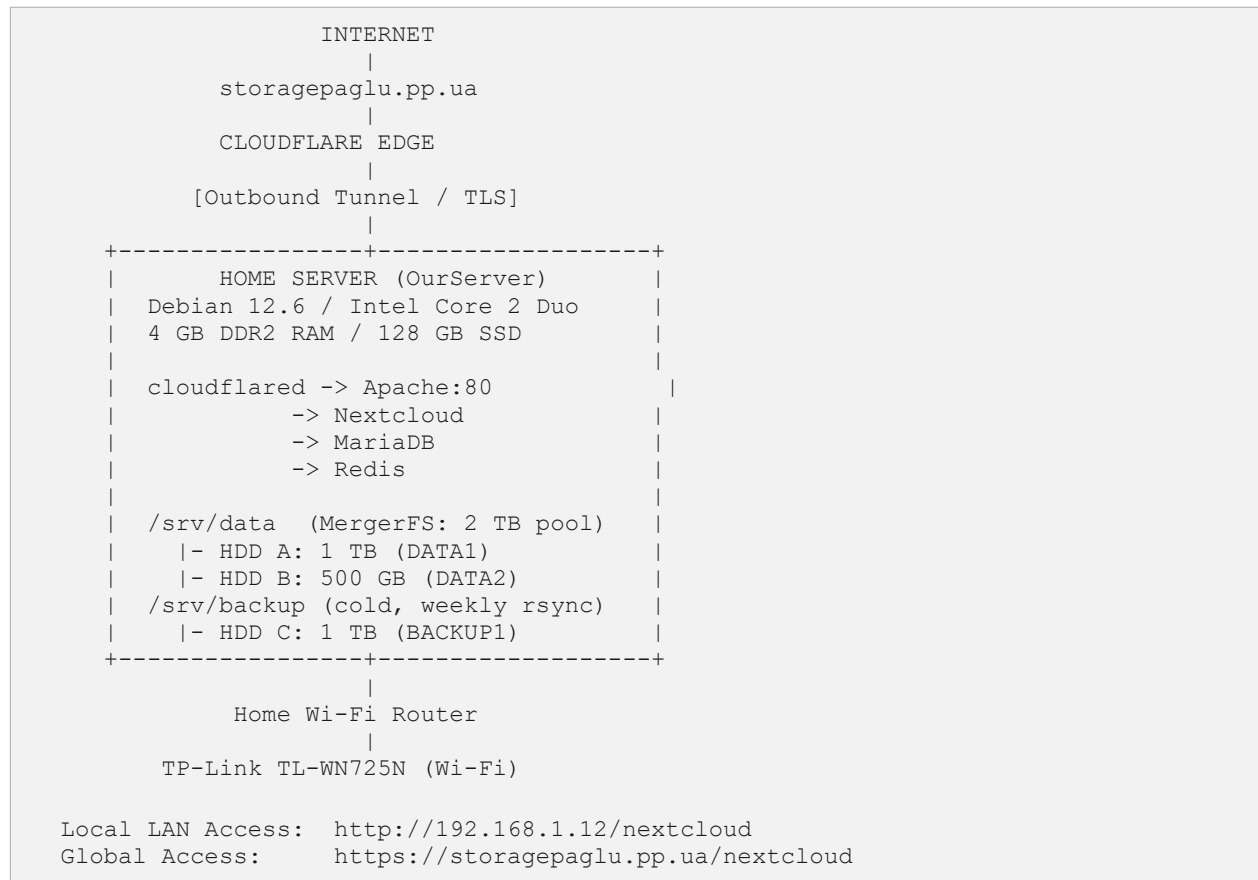 INTERNET
|
storagepaglu.pp.ua
|
CLOUDFLARE EDGE
|
[Outbound Tunnel / TLS]
|
+-----------------+-------------------+
|       HOME SERVER (OurServer)       |
|  Debian 12.6 / Intel Core 2 Duo     |
|  4 GB DDR2 RAM / 128 GB SSD         |
|                                     |
|  cloudflared -> Apache:80            |
|            -> Nextcloud             |
|            -> MariaDB               |
|            -> Redis                 |
|                                     |
|  /srv/data  (MergerFS: 2 TB pool)   |
|    |- HDD A: 1 TB (DATA1)           |
|    |- HDD B: 500 GB (DATA2)         |
|  /srv/backup (cold, weekly rsync)   |
|    |- HDD C: 1 TB (BACKUP1)         |
+-----------------+-------------------+
|
Home Wi-Fi Router
|
TP-Link TL-WN725N (Wi-Fi)
Local LAN Access:  http://192.168.1.12/nextcloud
Global Access:     https://storagepaglu.pp.ua/nextcloud